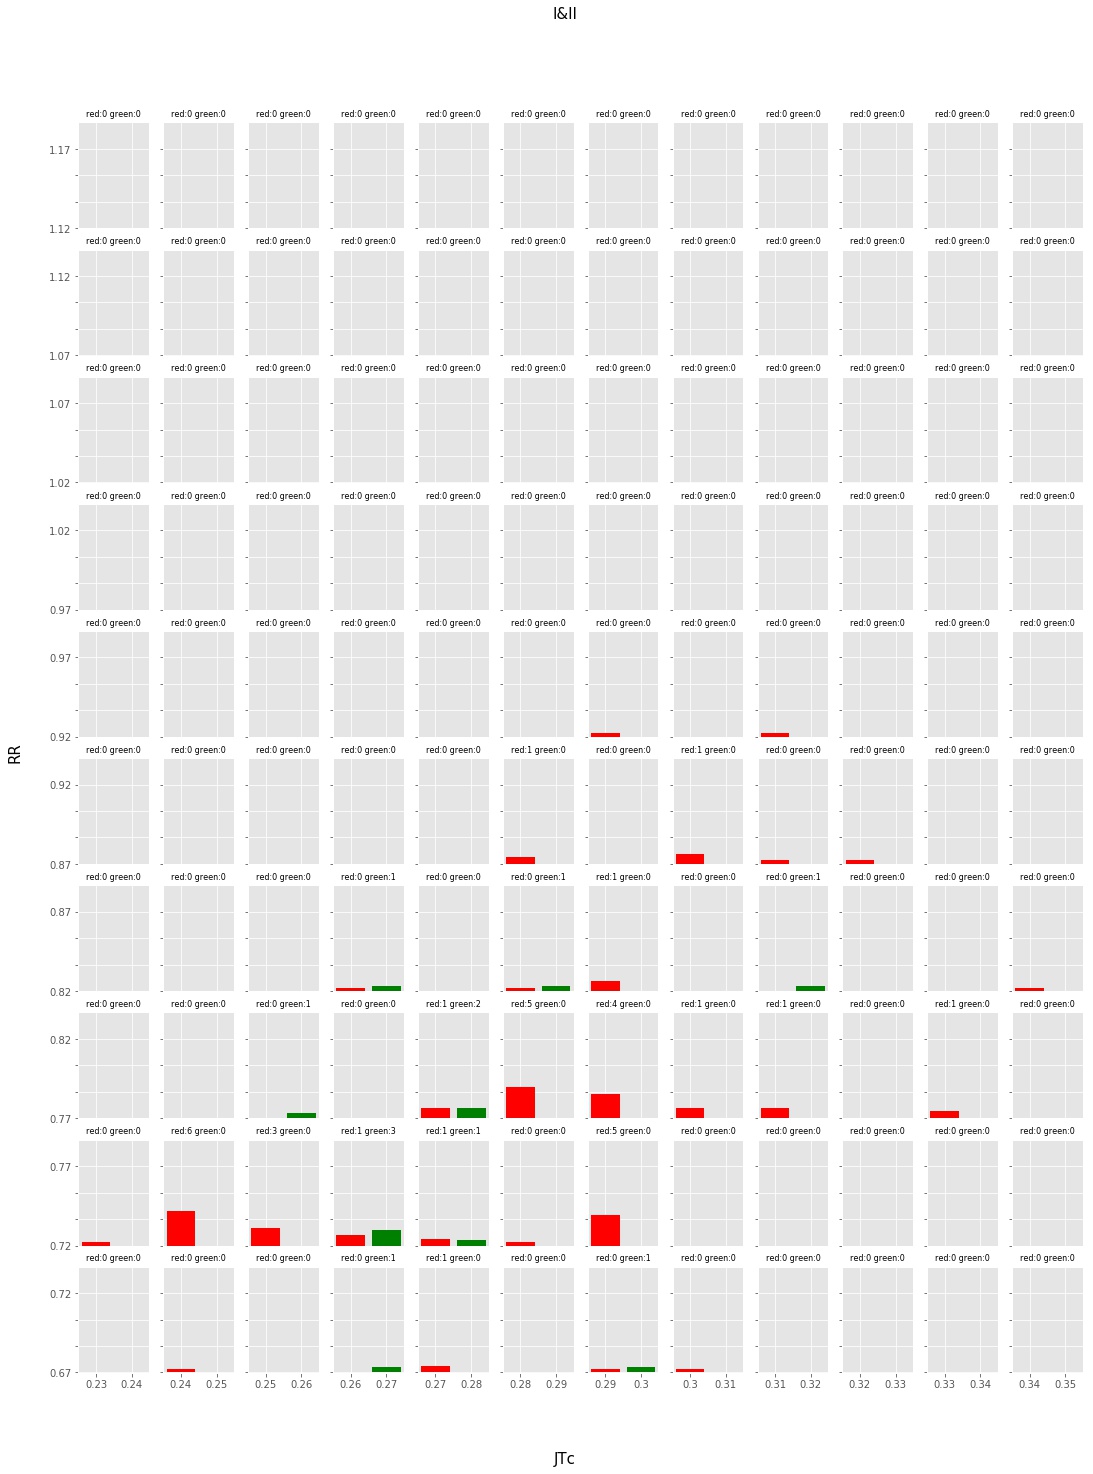 I&II
red:0 green:0 red:0 green:0 red:0 green:0 red:0 green:0 red:0 green:0 red:0 green:0 red:0 green:0 red:0 green:0 red:0 green:0 red:0 green:0 red:0 green:0 red:0 green:0
1.17
1.12
red:0 green:0 red:0 green:0 red:0 green:0 red:0 green:0 red:0 green:0 red:0 green:0 red:0 green:0 red:0 green:0 red:0 green:0 red:0 green:0 red:0 green:0 red:0 green:0
1.12
1.07
red:0 green:0 red:0 green:0 red:0 green:0 red:0 green:0 red:0 green:0 red:0 green:0 red:0 green:0 red:0 green:0 red:0 green:0 red:0 green:0 red:0 green:0 red:0 green:0
1.07
1.02
red:0 green:0 red:0 green:0 red:0 green:0 red:0 green:0 red:0 green:0 red:0 green:0 red:0 green:0 red:0 green:0 red:0 green:0 red:0 green:0 red:0 green:0 red:0 green:0
1.02
0.97
red:0 green:0 red:0 green:0 red:0 green:0 red:0 green:0 red:0 green:0 red:0 green:0 red:0 green:0 red:0 green:0 red:0 green:0 red:0 green:0 red:0 green:0 red:0 green:0
0.97
0.92
RR
red:0 green:0 red:0 green:0 red:0 green:0 red:0 green:0 red:0 green:0 red:1 green:0 red:0 green:0 red:1 green:0 red:0 green:0 red:0 green:0 red:0 green:0 red:0 green:0
0.92
0.87
red:0 green:0 red:0 green:0 red:0 green:0 red:0 green:1 red:0 green:0 red:0 green:1 red:1 green:0 red:0 green:0 red:0 green:1 red:0 green:0 red:0 green:0 red:0 green:0
0.87
0.82
red:0 green:0 red:0 green:0 red:0 green:1 red:0 green:0 red:1 green:2 red:5 green:0 red:4 green:0 red:1 green:0 red:1 green:0 red:0 green:0 red:1 green:0 red:0 green:0
0.82
0.77
red:0 green:0 red:6 green:0 red:3 green:0 red:1 green:3 red:1 green:1 red:0 green:0 red:5 green:0 red:0 green:0 red:0 green:0 red:0 green:0 red:0 green:0 red:0 green:0
0.77
0.72
red:0 green:0 red:0 green:0 red:0 green:0 red:0 green:1 red:1 green:0 red:0 green:0 red:0 green:1 red:0 green:0 red:0 green:0 red:0 green:0 red:0 green:0 red:0 green:0
0.72
0.67
0.23 0.24 0.24 0.25 0.25 0.26 0.26 0.27 0.27 0.28 0.28 0.29 0.29 0.3 0.3 0.31 0.31 0.32 0.32 0.33 0.33 0.34 0.34 0.35
JTc